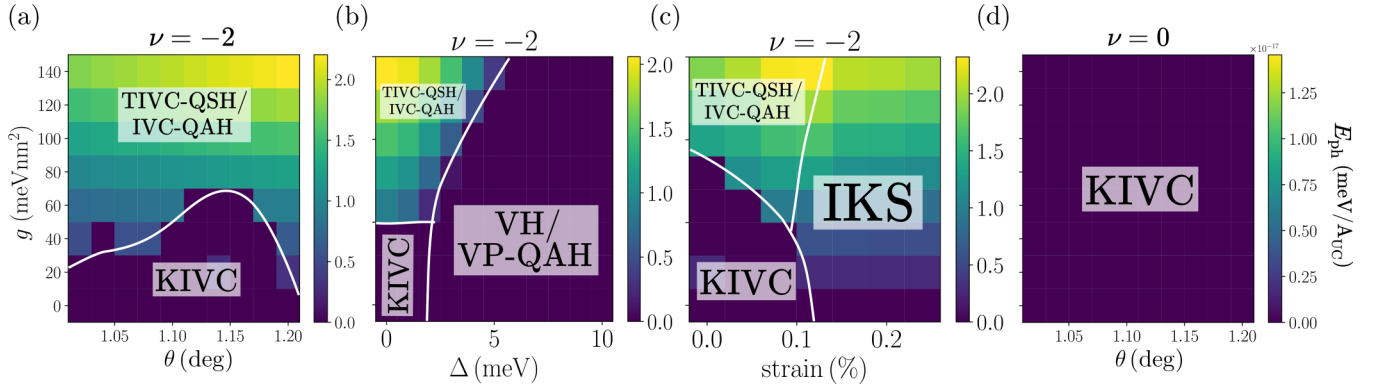 (a)
ν = −2
g (meVnm²)
140
120
100
80
60
40
20
0
TIVC-QSH/
IVC-QAH
KIVC
1.05
1.10
1.15
1.20
θ (deg)
2.0
1.5
1.0
0.5
0.0
(b)
ν = −2
TIVC-QSH/
IVC-QAH
KIVC
VH/
VP-QAH
0
5
10
Δ (meV)
2.0
1.5
1.0
0.5
0.0
(c)
ν = −2
TIVC-QSH/
IVC-QAH
IKS
KIVC
0.0
0.1
0.2
strain (%)
2.0
1.5
1.0
0.5
0.0
(d)
ν = 0
KIVC
1.05
1.10
1.15
1.20
θ (deg)
×10⁻¹⁷
1.25
1.00
0.75
0.50
0.25
0.00
E_ph (meV/A_UC)